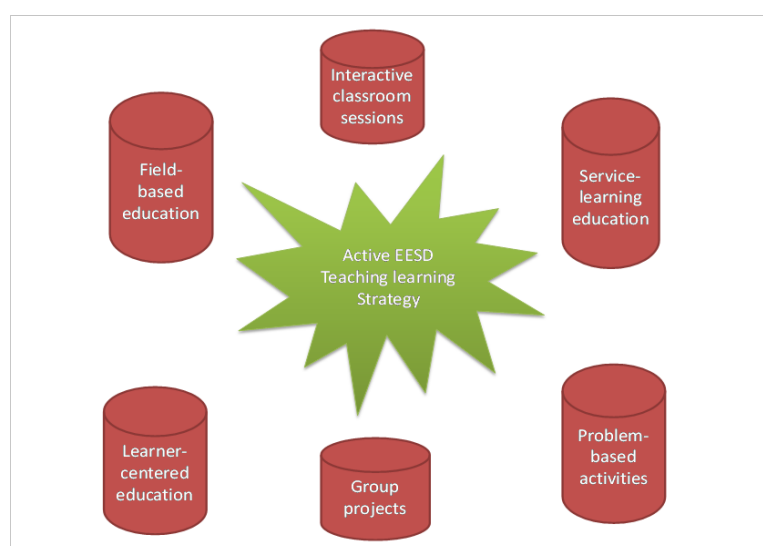 Interactive
classroom
sessions
Field-
based
education
Service-
learning
education
Active EESD
Teaching learning
Strategy
Learner-
centered
education
Group
projects
Problem-
based
activities